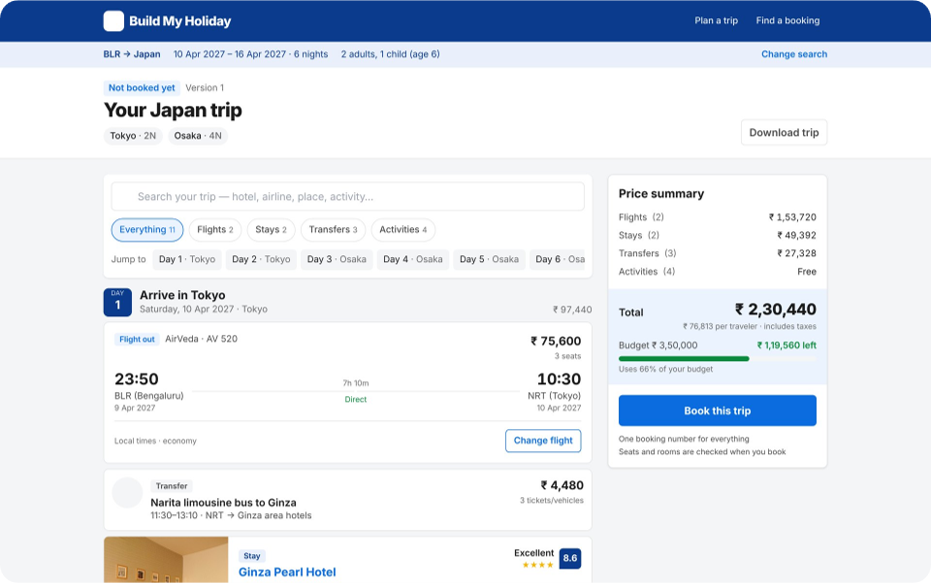 Build My Holiday
Plan a trip
Find a booking
BLR → Japan 10 Apr 2027 – 16 Apr 2027 · 6 nights 2 adults, 1 child (age 6)
Change search
Not booked yet Version 1
Your Japan trip
Tokyo · 2N Osaka · 4N
Download trip
Search your trip — hotel, airline, place, activity...
Everything 11 Flights 2 Stays 2 Transfers 3 Activities 4
Jump to Day 1 · Tokyo Day 2 · Tokyo Day 3 · Osaka Day 4 · Osaka Day 5 · Osaka Day 6 · Osa
DAY
1
Arrive in Tokyo
Saturday, 10 Apr 2027 · Tokyo
₹ 97,440
Flight out AirVeda · AV 520
₹ 75,600
3 seats
23:50
BLR (Bengaluru)
9 Apr 2027
7h 10m
Direct
10:30
NRT (Tokyo)
10 Apr 2027
Local times · economy
Change flight
Transfer
Narita limousine bus to Ginza
11:30–13:10 · NRT → Ginza area hotels
₹ 4,480
3 tickets/vehicles
Stay
Ginza Pearl Hotel
Excellent
★★★★
8.6
Price summary
Flights (2) ₹ 1,53,720
Stays (2) ₹ 49,392
Transfers (3) ₹ 27,328
Activities (4) Free
Total ₹ 2,30,440
₹ 76,813 per traveler · includes taxes
Budget ₹ 3,50,000 ₹ 1,19,560 left
Uses 66% of your budget
Book this trip
One booking number for everything
Seats and rooms are checked when you book